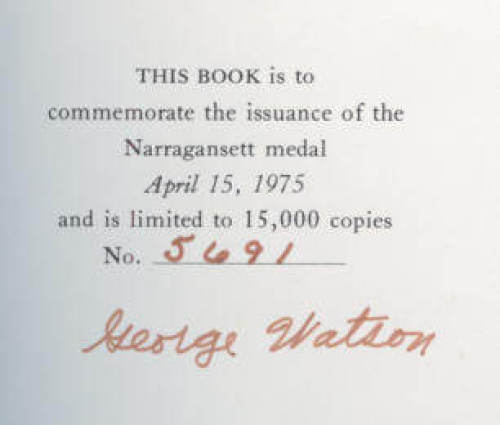 THIS BOOK is to
commemorate the issuance of the
Narragansett medal
April 15, 1975
and is limited to 15,000 copies
No. 5691
George Watson